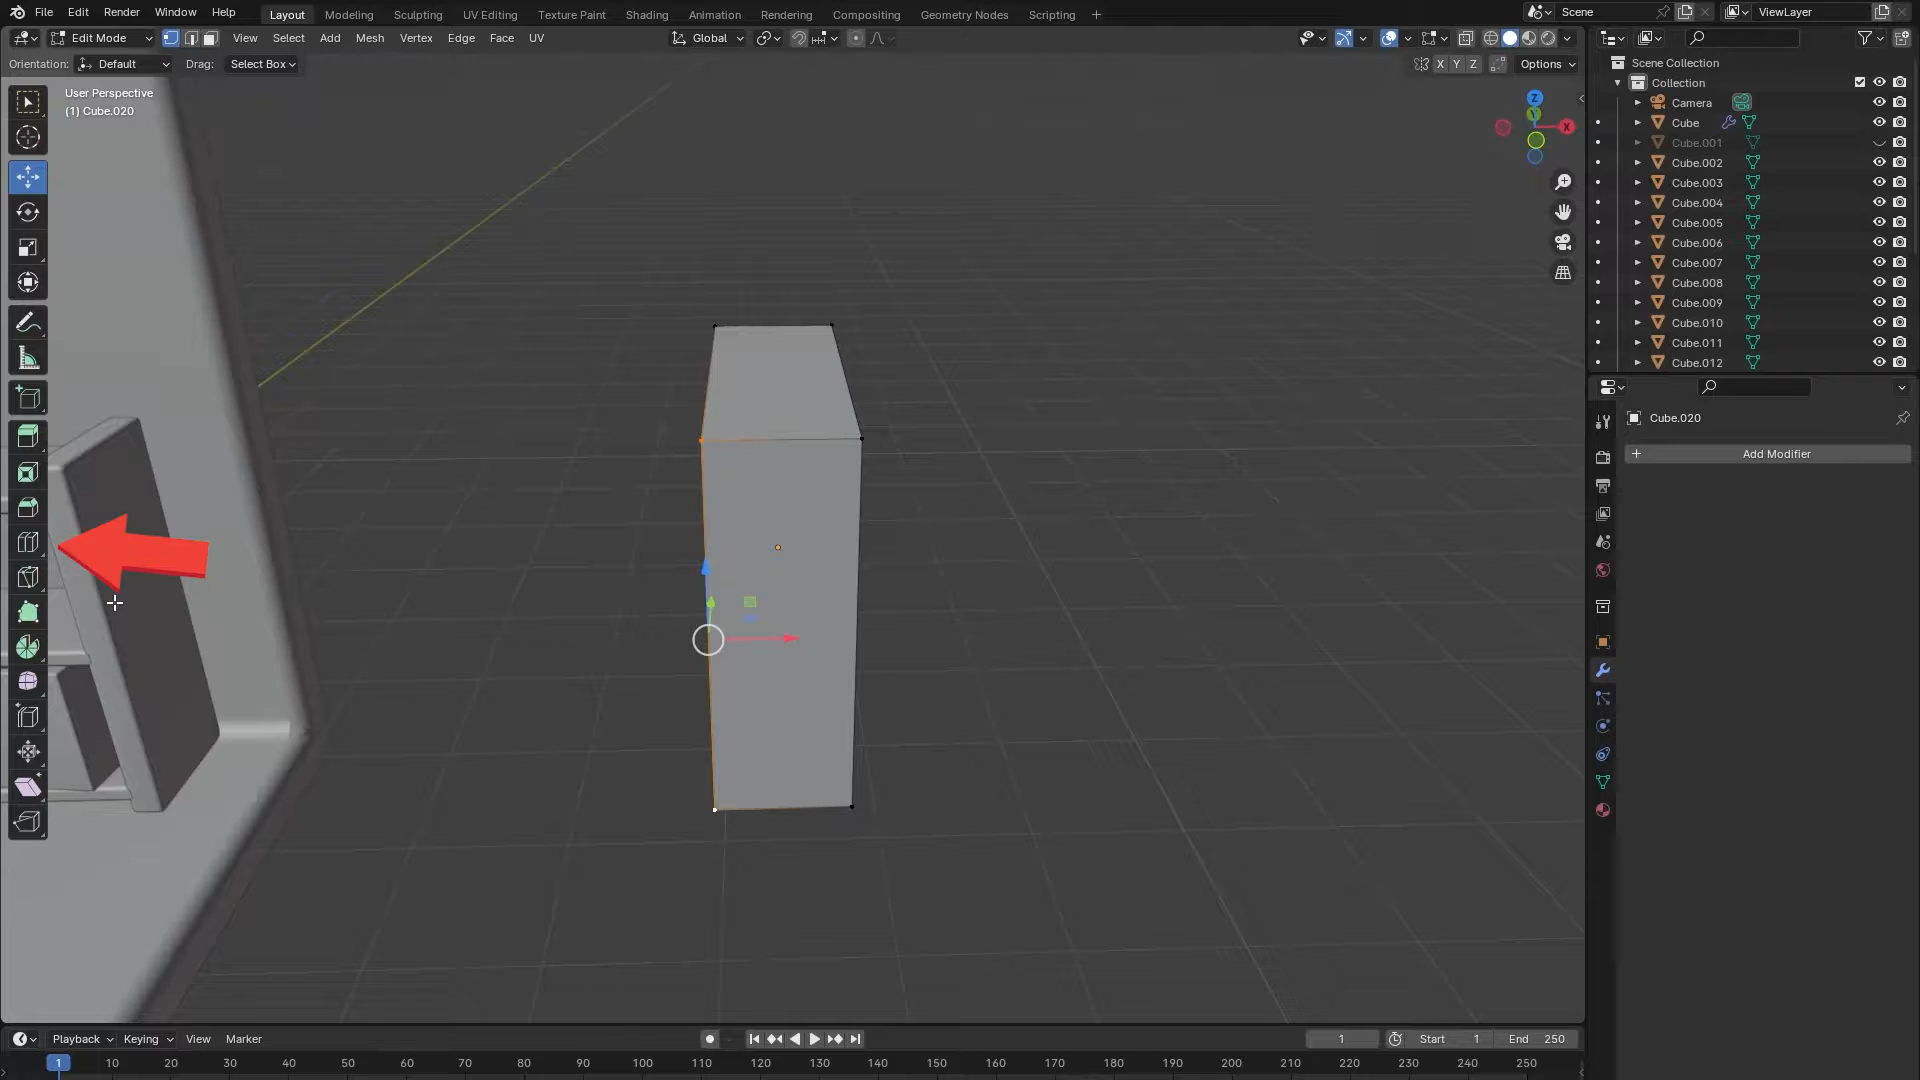 File Edit Render Window Help Layout Modeling Sculpting UV Editing Texture Paint Shading Animation Rendering Compositing Geometry Nodes Scripting + Scene ViewLayer
Edit Mode View Select Add Mesh Vertex Edge Face UV Global
Orientation: Default Drag: Select Box X Y Z Options
User Perspective
(1) Cube.020
Z
Y
X
Scene Collection
Collection
Camera
Cube
Cube.001
Cube.002
Cube.003
Cube.004
Cube.005
Cube.006
Cube.007
Cube.008
Cube.009
Cube.010
Cube.011
Cube.012
Cube.020
+ Add Modifier
Playback Keying View Marker 1 Start 1 End 250
1 10 20 30 40 50 60 70 80 90 100 110 120 130 140 150 160 170 180 190 200 210 220 230 240 250